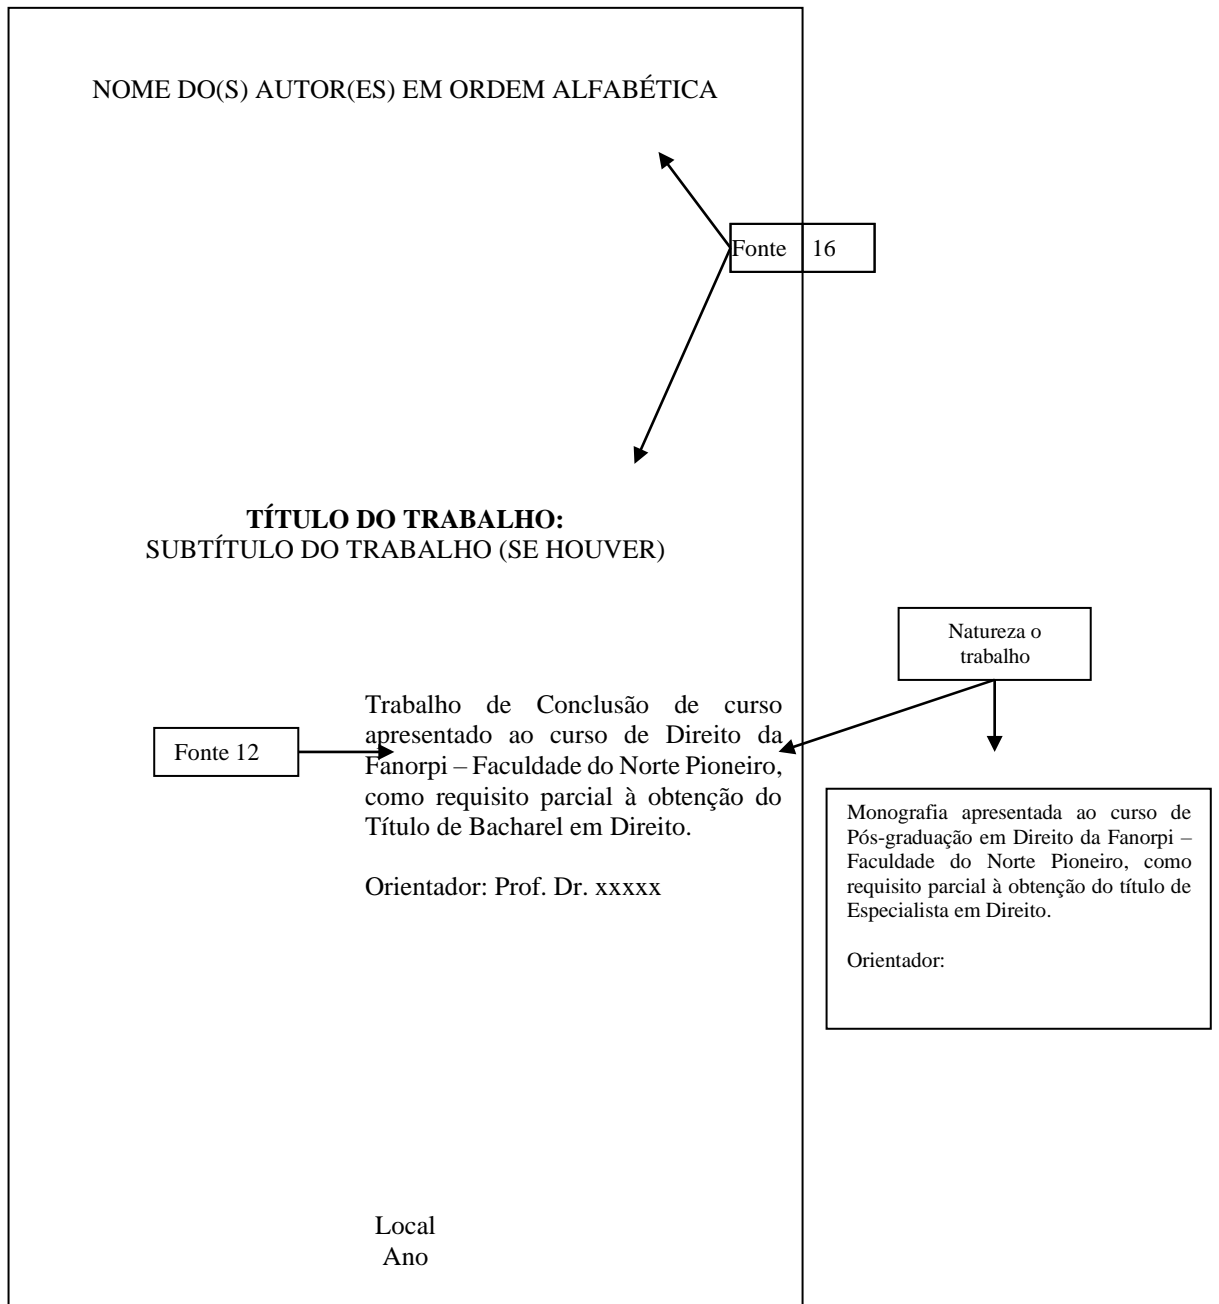 NOME DO(S) AUTOR(ES) EM ORDEM ALFABÉTICA
Fonte 16
TÍTULO DO TRABALHO:
SUBTÍTULO DO TRABALHO (SE HOUVER)
Natureza o
trabalho
Trabalho de Conclusão de curso
apresentado ao curso de Direito da
Fanorpi – Faculdade do Norte Pioneiro,
como requisito parcial à obtenção do
Título de Bacharel em Direito.
Orientador: Prof. Dr. xxxxx
Fonte 12
Monografia apresentada ao curso de
Pós-graduação em Direito da Fanorpi –
Faculdade do Norte Pioneiro, como
requisito parcial à obtenção do título de
Especialista em Direito.
Orientador:
Local
Ano